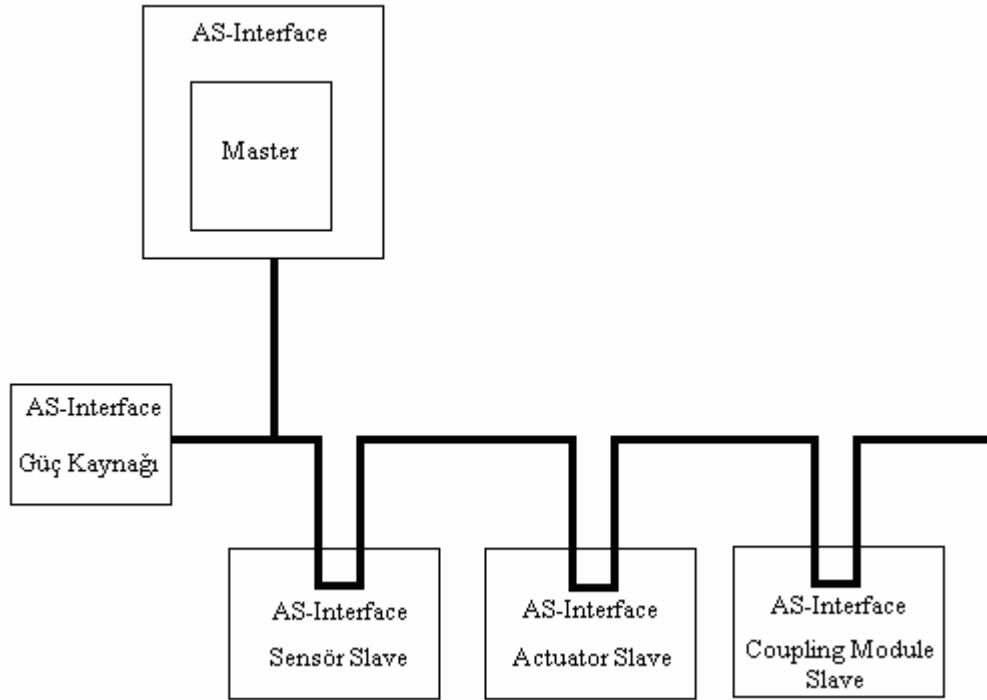 AS-Interface
Master
AS-Interface
Güç Kaynağı
AS-Interface
Sensör Slave
AS-Interface
Actuator Slave
AS-Interface
Coupling Module
Slave